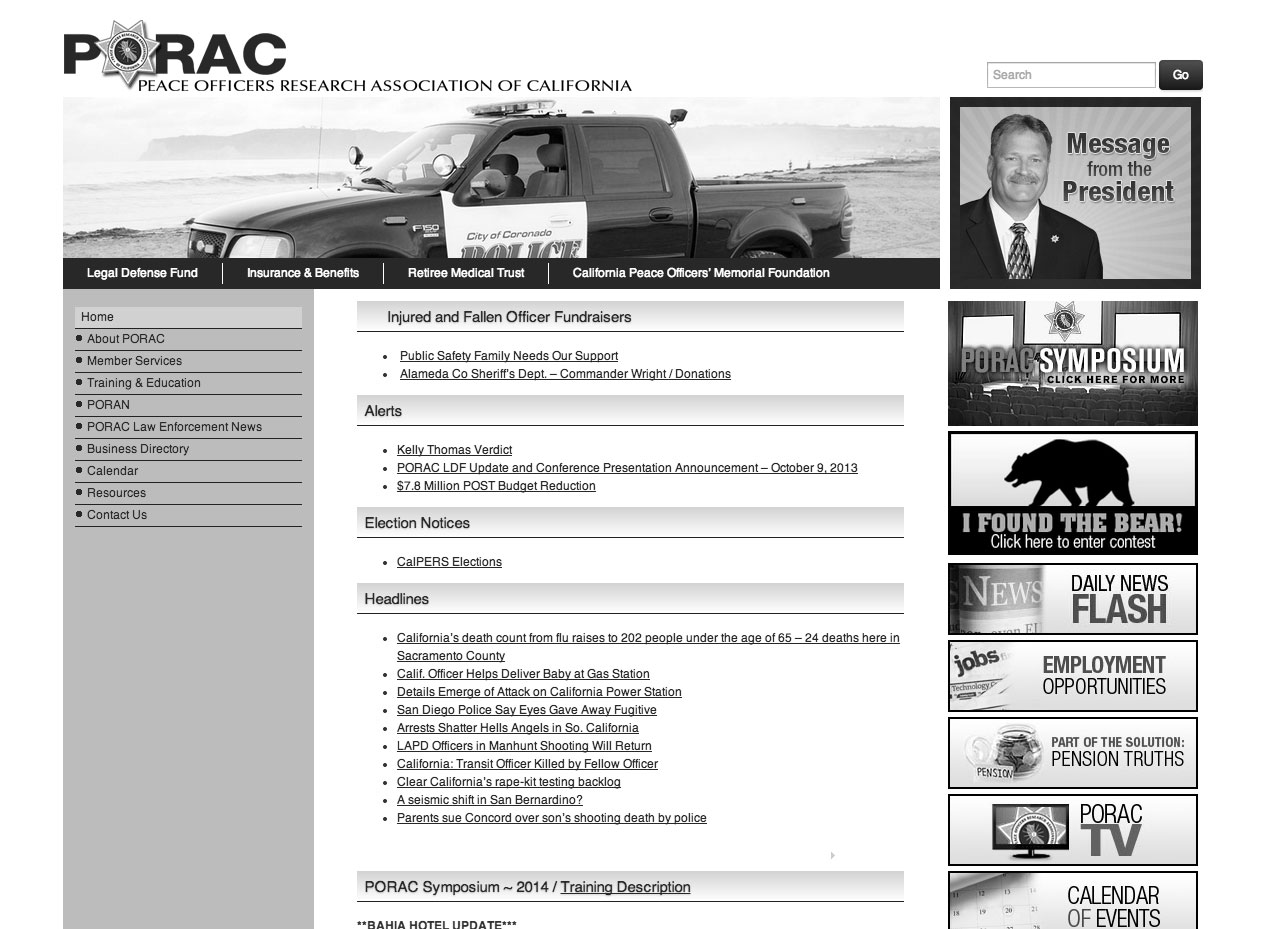 PORAC
PEACE OFFICERS RESEARCH ASSOCIATION OF CALIFORNIA
Search
Go
F150
City of Coronado
POLICE
Message
from the
President
Legal Defense Fund
Insurance & Benefits
Retiree Medical Trust
California Peace Officers' Memorial Foundation
Home
About PORAC
Member Services
Training & Education
PORAN
PORAC Law Enforcement News
Business Directory
Calendar
Resources
Contact Us
Injured and Fallen Officer Fundraisers
Public Safety Family Needs Our Support
Alameda Co Sheriff's Dept. – Commander Wright / Donations
Alerts
Kelly Thomas Verdict
PORAC LDF Update and Conference Presentation Announcement – October 9, 2013
$7.8 Million POST Budget Reduction
Election Notices
CalPERS Elections
Headlines
California's death count from flu raises to 202 people under the age of 65 – 24 deaths here in
Sacramento County
Calif. Officer Helps Deliver Baby at Gas Station
Details Emerge of Attack on California Power Station
San Diego Police Say Eyes Gave Away Fugitive
Arrests Shatter Hells Angels in So. California
LAPD Officers in Manhunt Shooting Will Return
California: Transit Officer Killed by Fellow Officer
Clear California's rape-kit testing backlog
A seismic shift in San Bernardino?
Parents sue Concord over son's shooting death by police
PORAC Symposium ~ 2014 / Training Description
**BAHIA HOTEL UPDATE***
PORAC SYMPOSIUM
CLICK HERE FOR MORE
I FOUND THE BEAR!
Click here to enter contest
NEWS
DAILY NEWS
FLASH
jobs
Technology
EMPLOYMENT
OPPORTUNITIES
PENSION
PART OF THE SOLUTION:
PENSION TRUTHS
PORAC
TV
11 12 13 14
18 19 20 21
CALENDAR
OF EVENTS